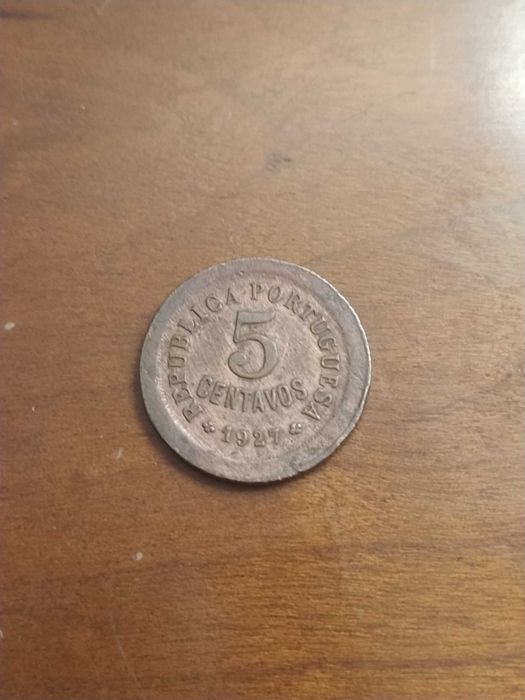 REPUBLICA PORTUGUESA
5
CENTAVOS
1927